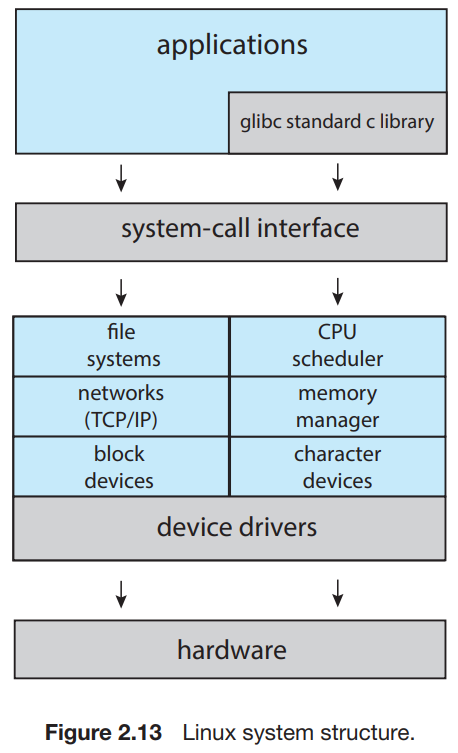 applications
glibc standard c library
system-call interface
file
systems
CPU
scheduler
networks
(TCP/IP)
memory
manager
block
devices
character
devices
device drivers
hardware
Figure 2.13 Linux system structure.